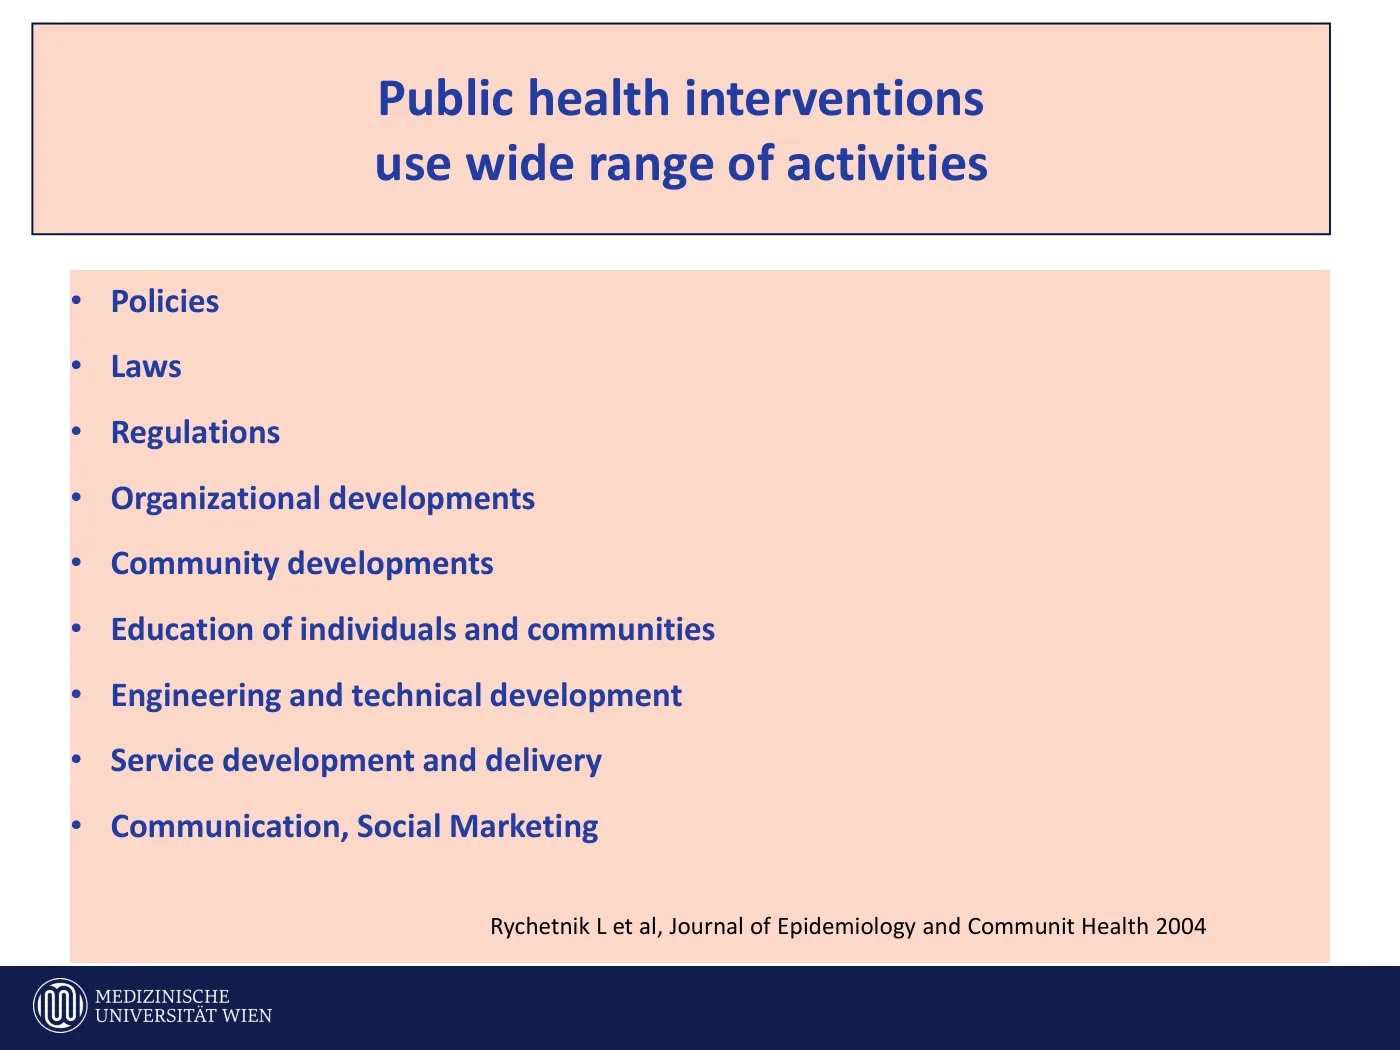 Public health interventions
use wide range of activities
• Policies
• Laws
• Regulations
• Organizational developments
• Community developments
• Education of individuals and communities
• Engineering and technical development
• Service development and delivery
• Communication, Social Marketing
Rychetnik L et al, Journal of Epidemiology and Communit Health 2004
MEDIZINISCHE
UNIVERSITÄT WIEN